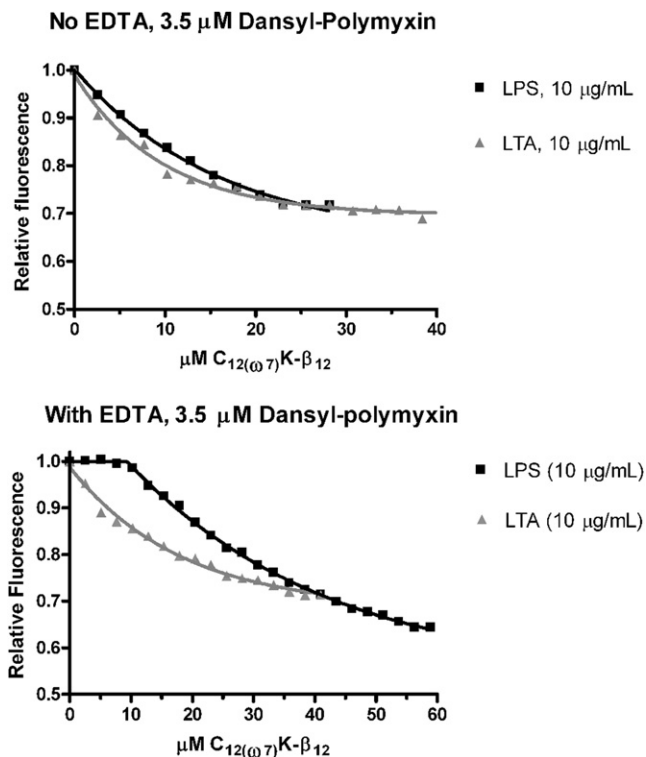 No EDTA, 3.5 μM Dansyl-Polymyxin
Relative fluorescence
1.0
0.9
0.8
0.7
0.6
0.5
0
10
20
30
40
μM C12(ω7)K-β12
LPS, 10 μg/mL
LTA, 10 μg/mL
With EDTA, 3.5 μM Dansyl-polymyxin
Relative Fluorescence
1.0
0.9
0.8
0.7
0.6
0.5
0
10
20
30
40
50
60
μM C12(ω7)K-β12
LPS (10 μg/mL)
LTA (10 μg/mL)